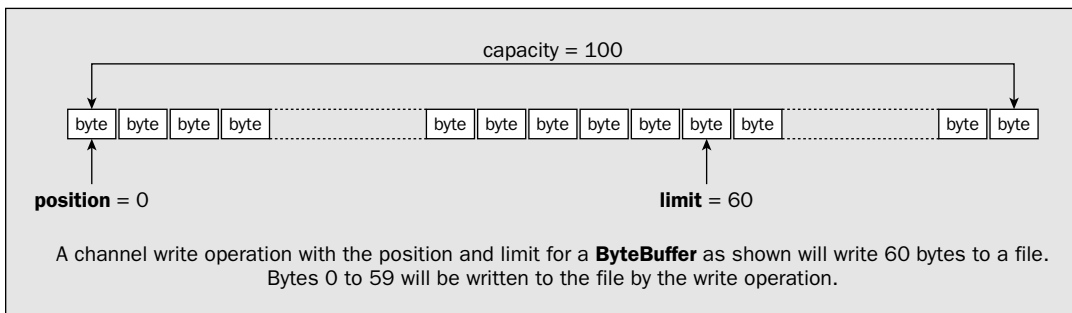 capacity = 100
byte byte byte byte byte byte byte byte byte byte byte byte byte
position = 0 limit = 60
A channel write operation with the position and limit for a ByteBuffer as shown will write 60 bytes to a file.
Bytes 0 to 59 will be written to the file by the write operation.